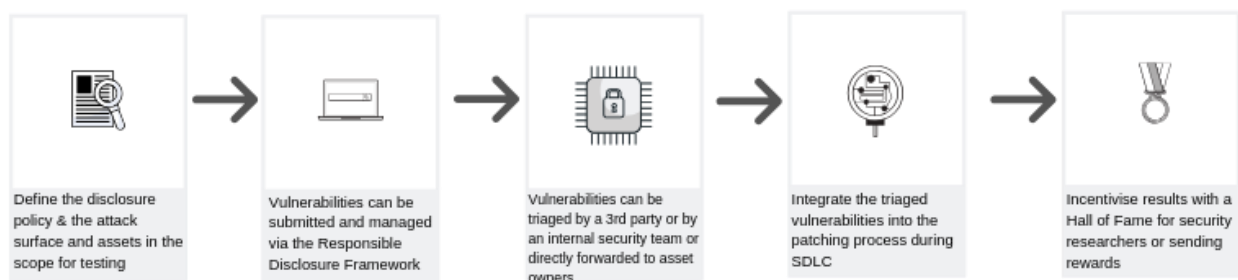 Define the disclosure
policy & the attack
surface and assets in the
scope for testing
Vulnerabilities can be
submitted and managed
via the Responsible
Disclosure Framework
Vulnerabilities can be
triaged by a 3rd party or by
an internal security team or
directly forwarded to asset
owners
Integrate the triaged
vulnerabilities into the
patching process during
SDLC
Incentivise results with a
Hall of Fame for security
researchers or sending
rewards